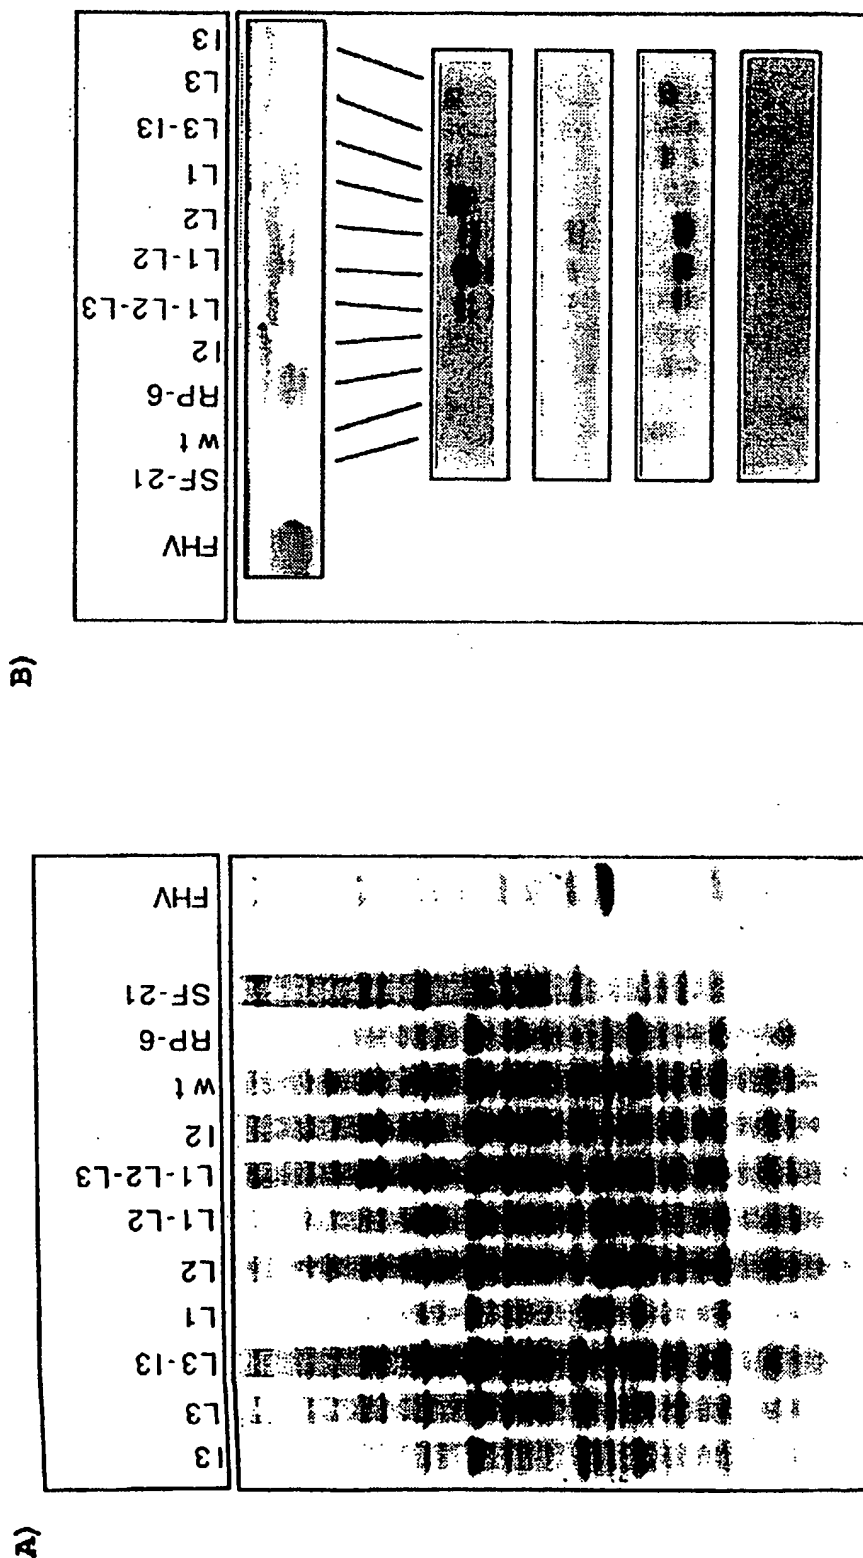 A)
I3
L3
L3-I3
L1
L2
L1-L2
L1-L2-L3
I2
wt
RP-6
SF-21
FHV
B)
FHV
SF-21
wt
RP-6
I2
L1-L2-L3
L1-L2
L2
L1
L3-I3
L3
I3